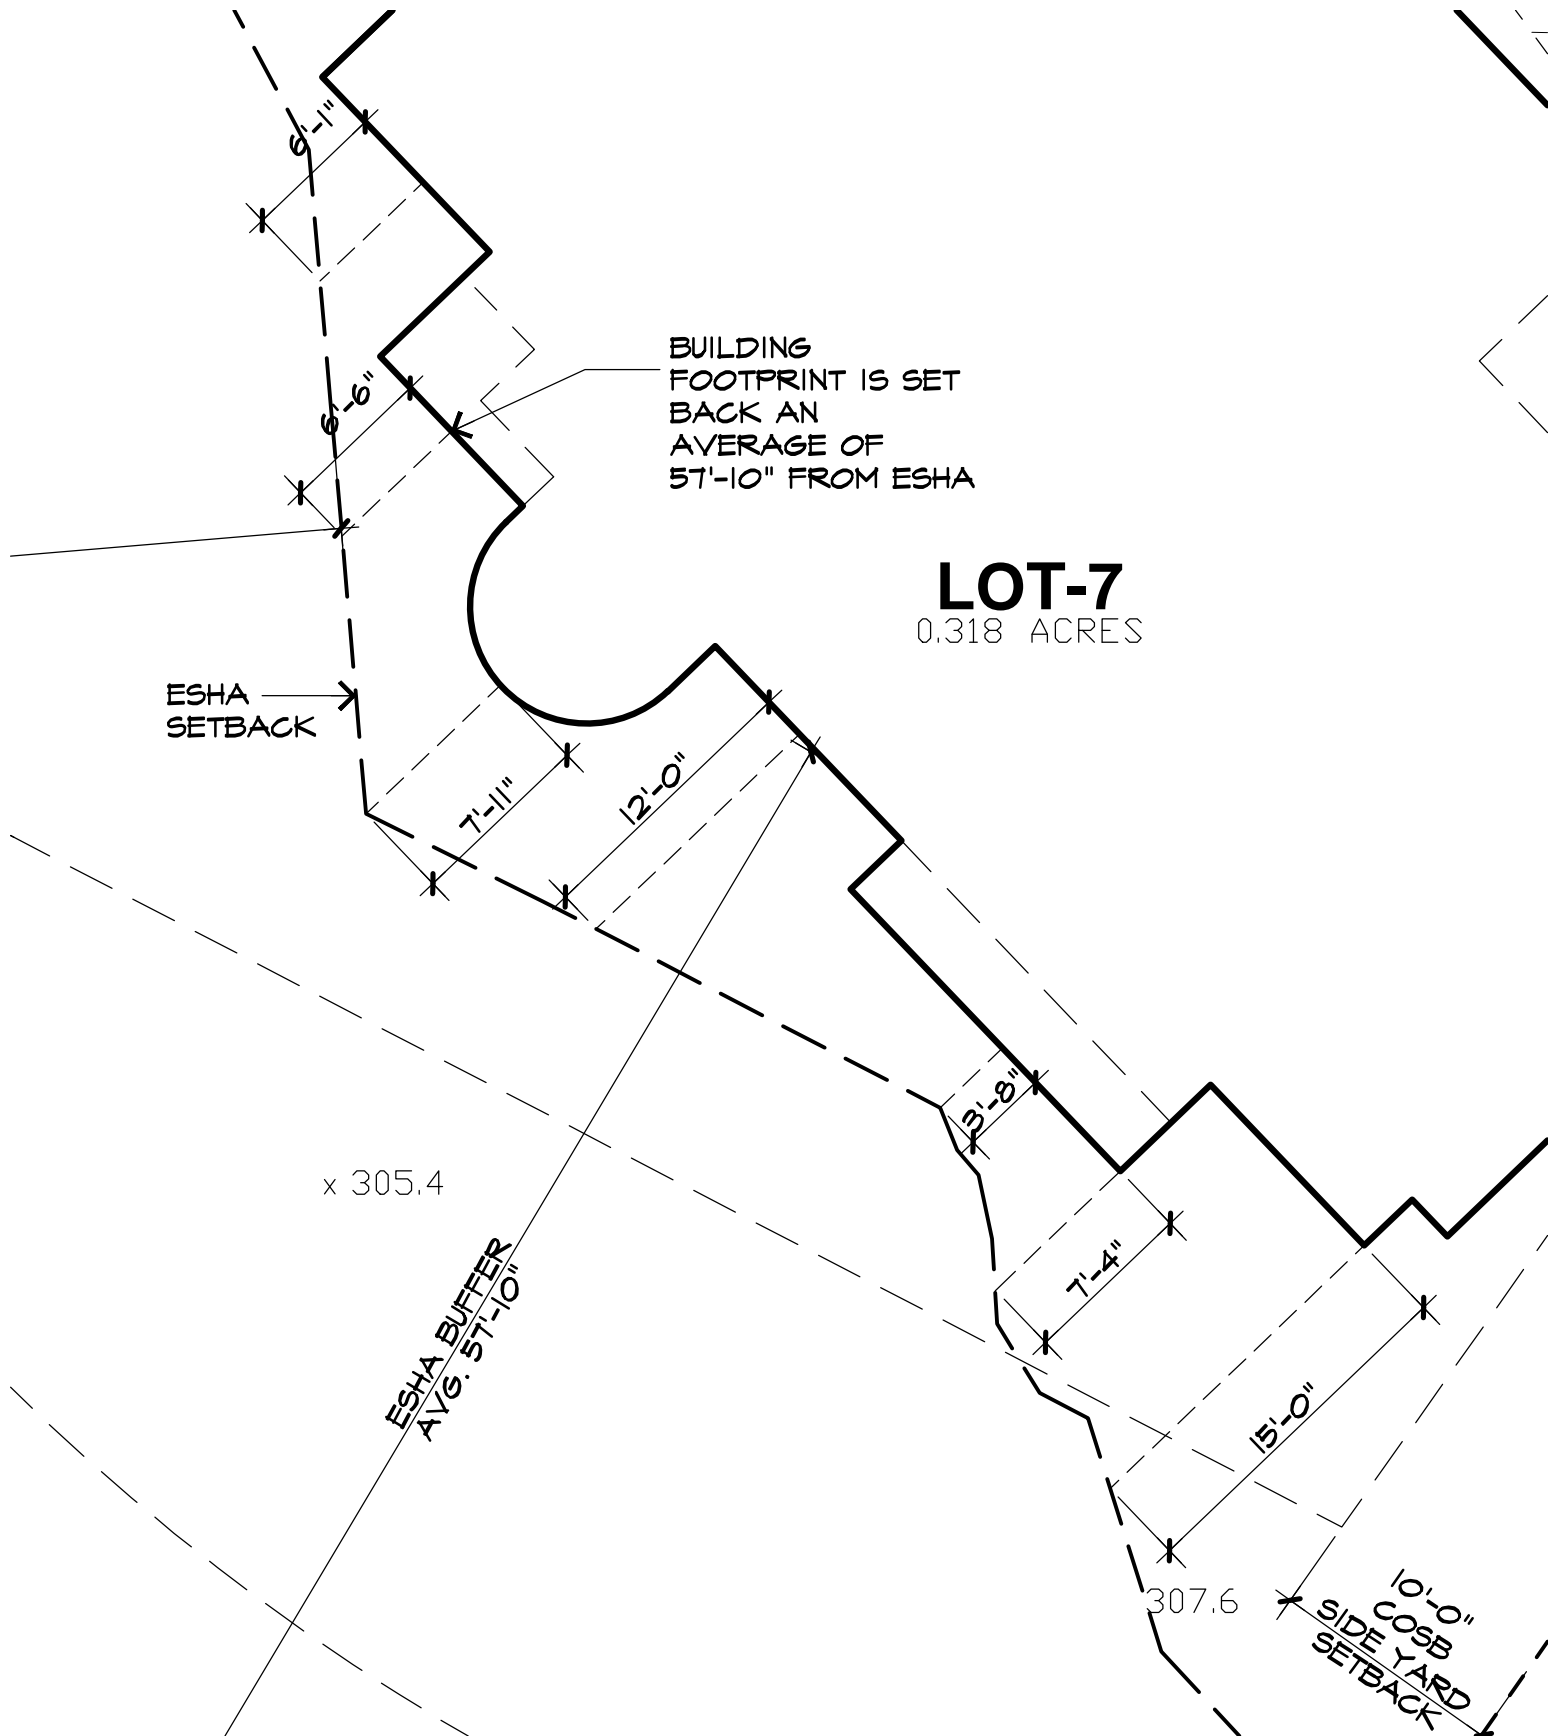 6'-1"
6'-6"
BUILDING
FOOTPRINT IS SET
BACK AN
AVERAGE OF
57'-10" FROM ESHA
LOT-7
0.318 ACRES
ESHA
SETBACK
7'-11"
12'-0"
3'-8"
x 305.4
7'-4"
ESHA BUFFER
AVG. 57'-10"
15'-0"
307.6
10'-0"
COSB
SIDE YARD
SETBACK